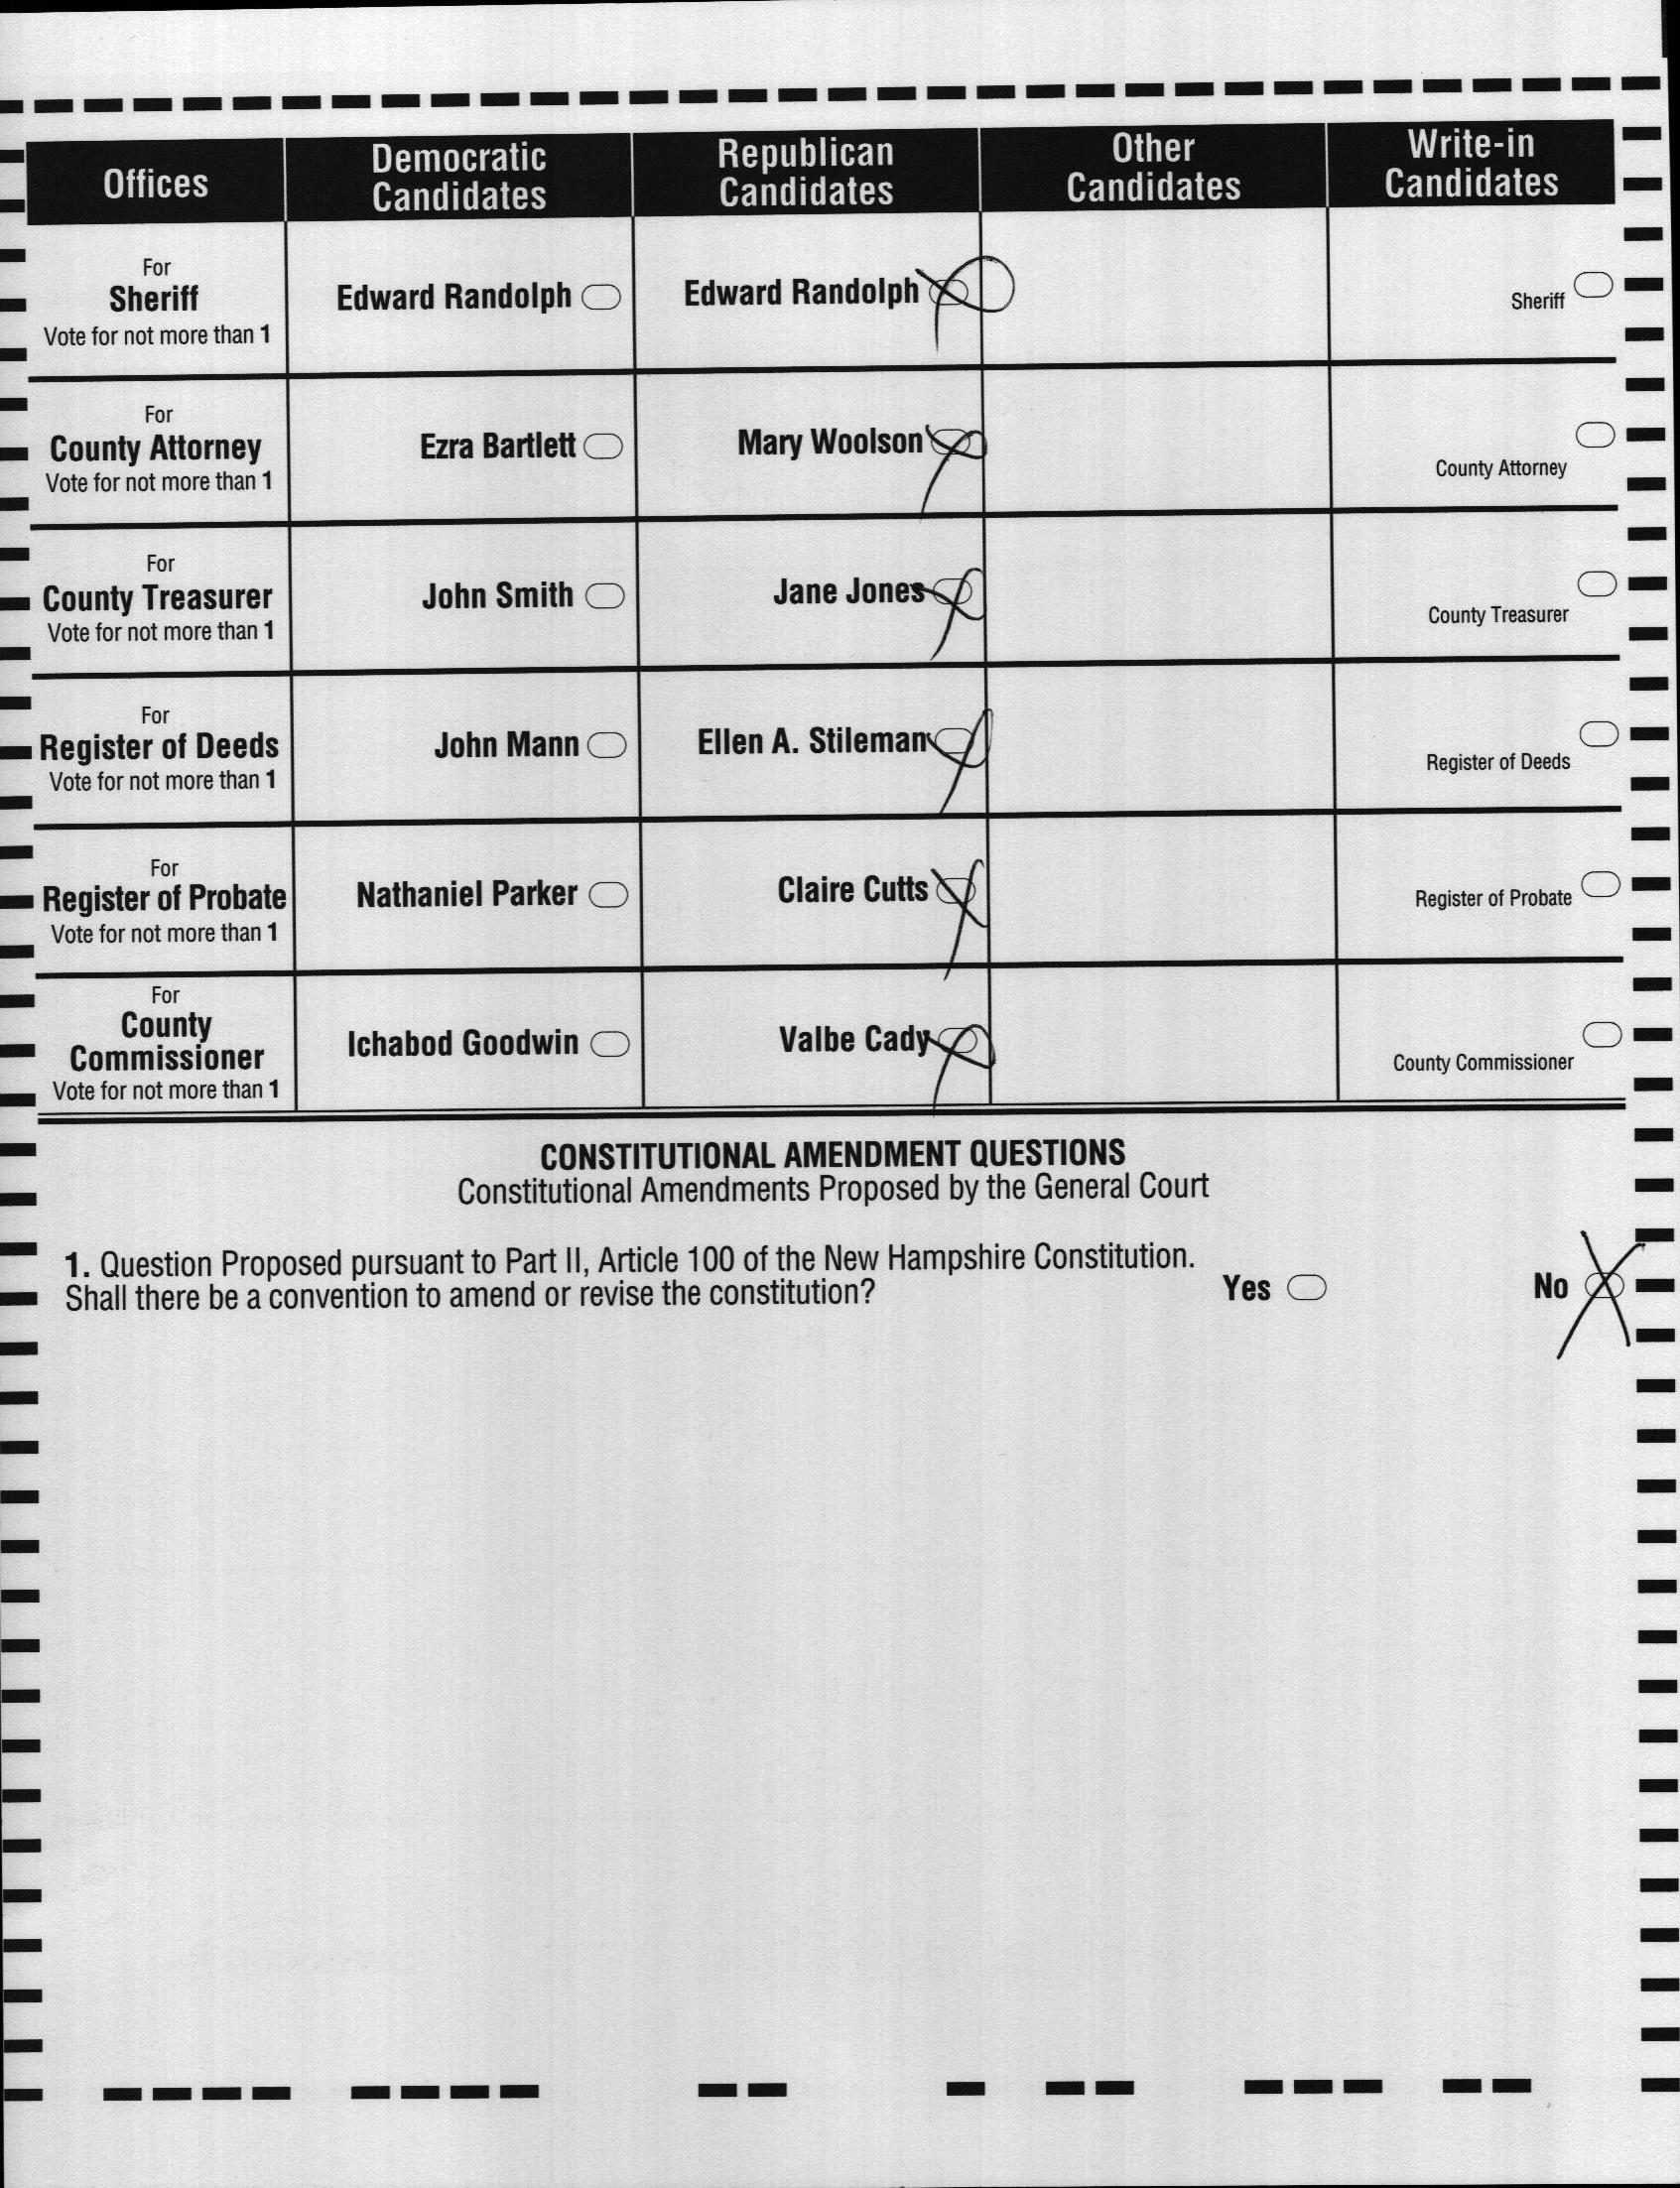 Offices
Democratic
Candidates
Republican
Candidates
Other
Candidates
Write-in
Candidates
For
Sheriff
Vote for not more than 1
Edward Randolph
Edward Randolph
Sheriff
For
County Attorney
Vote for not more than 1
Ezra Bartlett
Mary Woolson
County Attorney
For
County Treasurer
Vote for not more than 1
John Smith
Jane Jones
County Treasurer
For
Register of Deeds
Vote for not more than 1
John Mann
Ellen A. Stileman
Register of Deeds
For
Register of Probate
Vote for not more than 1
Nathaniel Parker
Claire Cutts
Register of Probate
For
County
Commissioner
Vote for not more than 1
Ichabod Goodwin
Valbe Cady
County Commissioner
CONSTITUTIONAL AMENDMENT QUESTIONS
Constitutional Amendments Proposed by the General Court
1. Question Proposed pursuant to Part II, Article 100 of the New Hampshire Constitution.
Shall there be a convention to amend or revise the constitution?
Yes
No